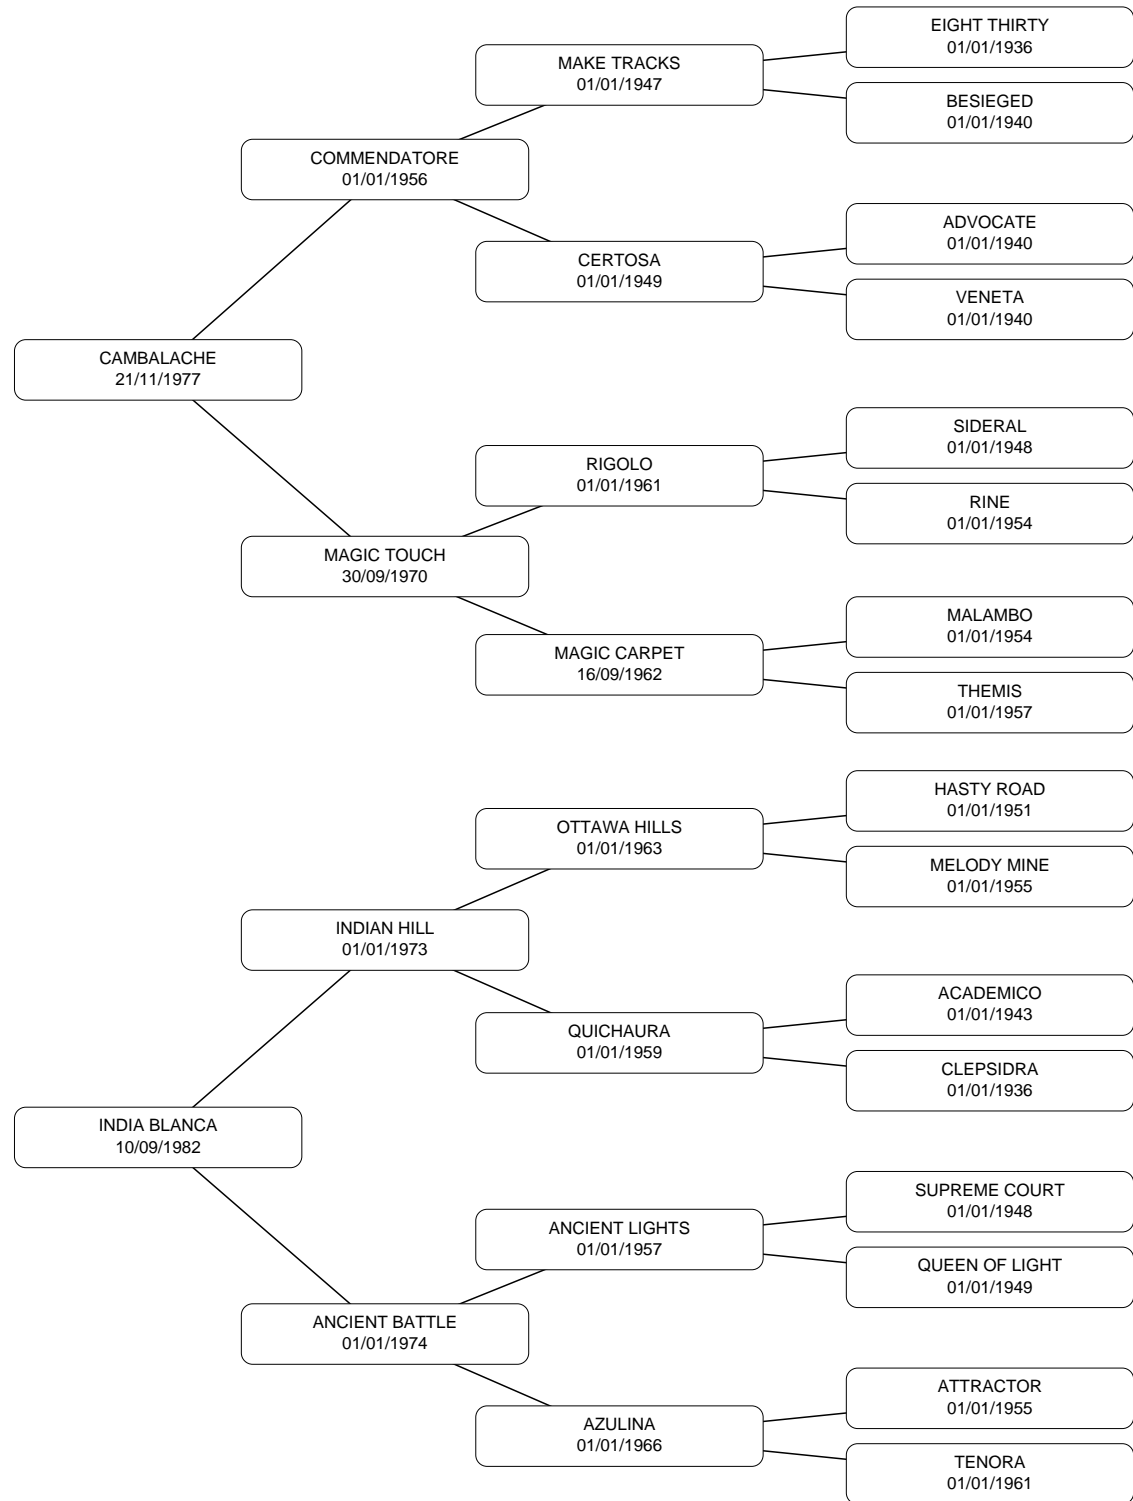 EIGHT THIRTY
01/01/1936
MAKE TRACKS
01/01/1947
BESIEGED
01/01/1940
COMMENDATORE
01/01/1956
ADVOCATE
01/01/1940
CERTOSA
01/01/1949
VENETA
01/01/1940
CAMBALACHE
21/11/1977
SIDERAL
01/01/1948
RIGOLO
01/01/1961
RINE
01/01/1954
MAGIC TOUCH
30/09/1970
MALAMBO
01/01/1954
MAGIC CARPET
16/09/1962
THEMIS
01/01/1957
HASTY ROAD
01/01/1951
OTTAWA HILLS
01/01/1963
MELODY MINE
01/01/1955
INDIAN HILL
01/01/1973
ACADEMICO
01/01/1943
QUICHAURA
01/01/1959
CLEPSIDRA
01/01/1936
INDIA BLANCA
10/09/1982
SUPREME COURT
01/01/1948
ANCIENT LIGHTS
01/01/1957
QUEEN OF LIGHT
01/01/1949
ANCIENT BATTLE
01/01/1974
ATTRACTOR
01/01/1955
AZULINA
01/01/1966
TENORA
01/01/1961